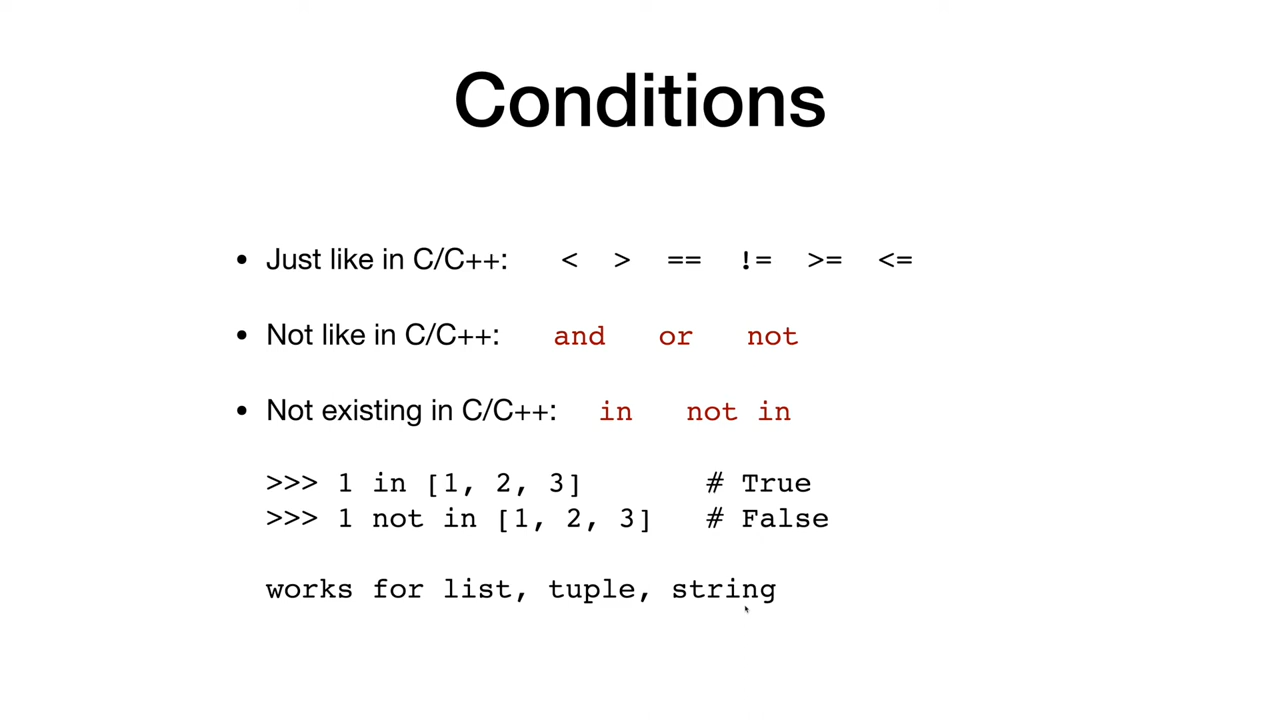 Conditions
• Just like in C/C++: < > == != >= <=
• Not like in C/C++: and or not
• Not existing in C/C++: in not in
>>> 1 in [1, 2, 3] # True
>>> 1 not in [1, 2, 3] # False
works for list, tuple, string